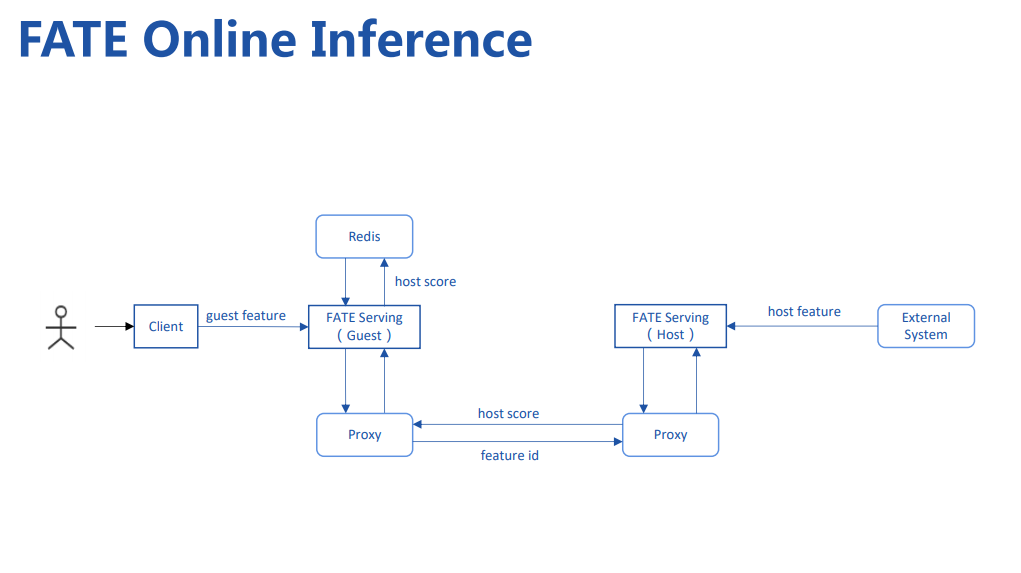 FATE Online Inference
Redis
host score
Client
guest feature
FATE Serving
( Guest )
FATE Serving
( Host )
host feature
External
System
Proxy
host score
feature id
Proxy